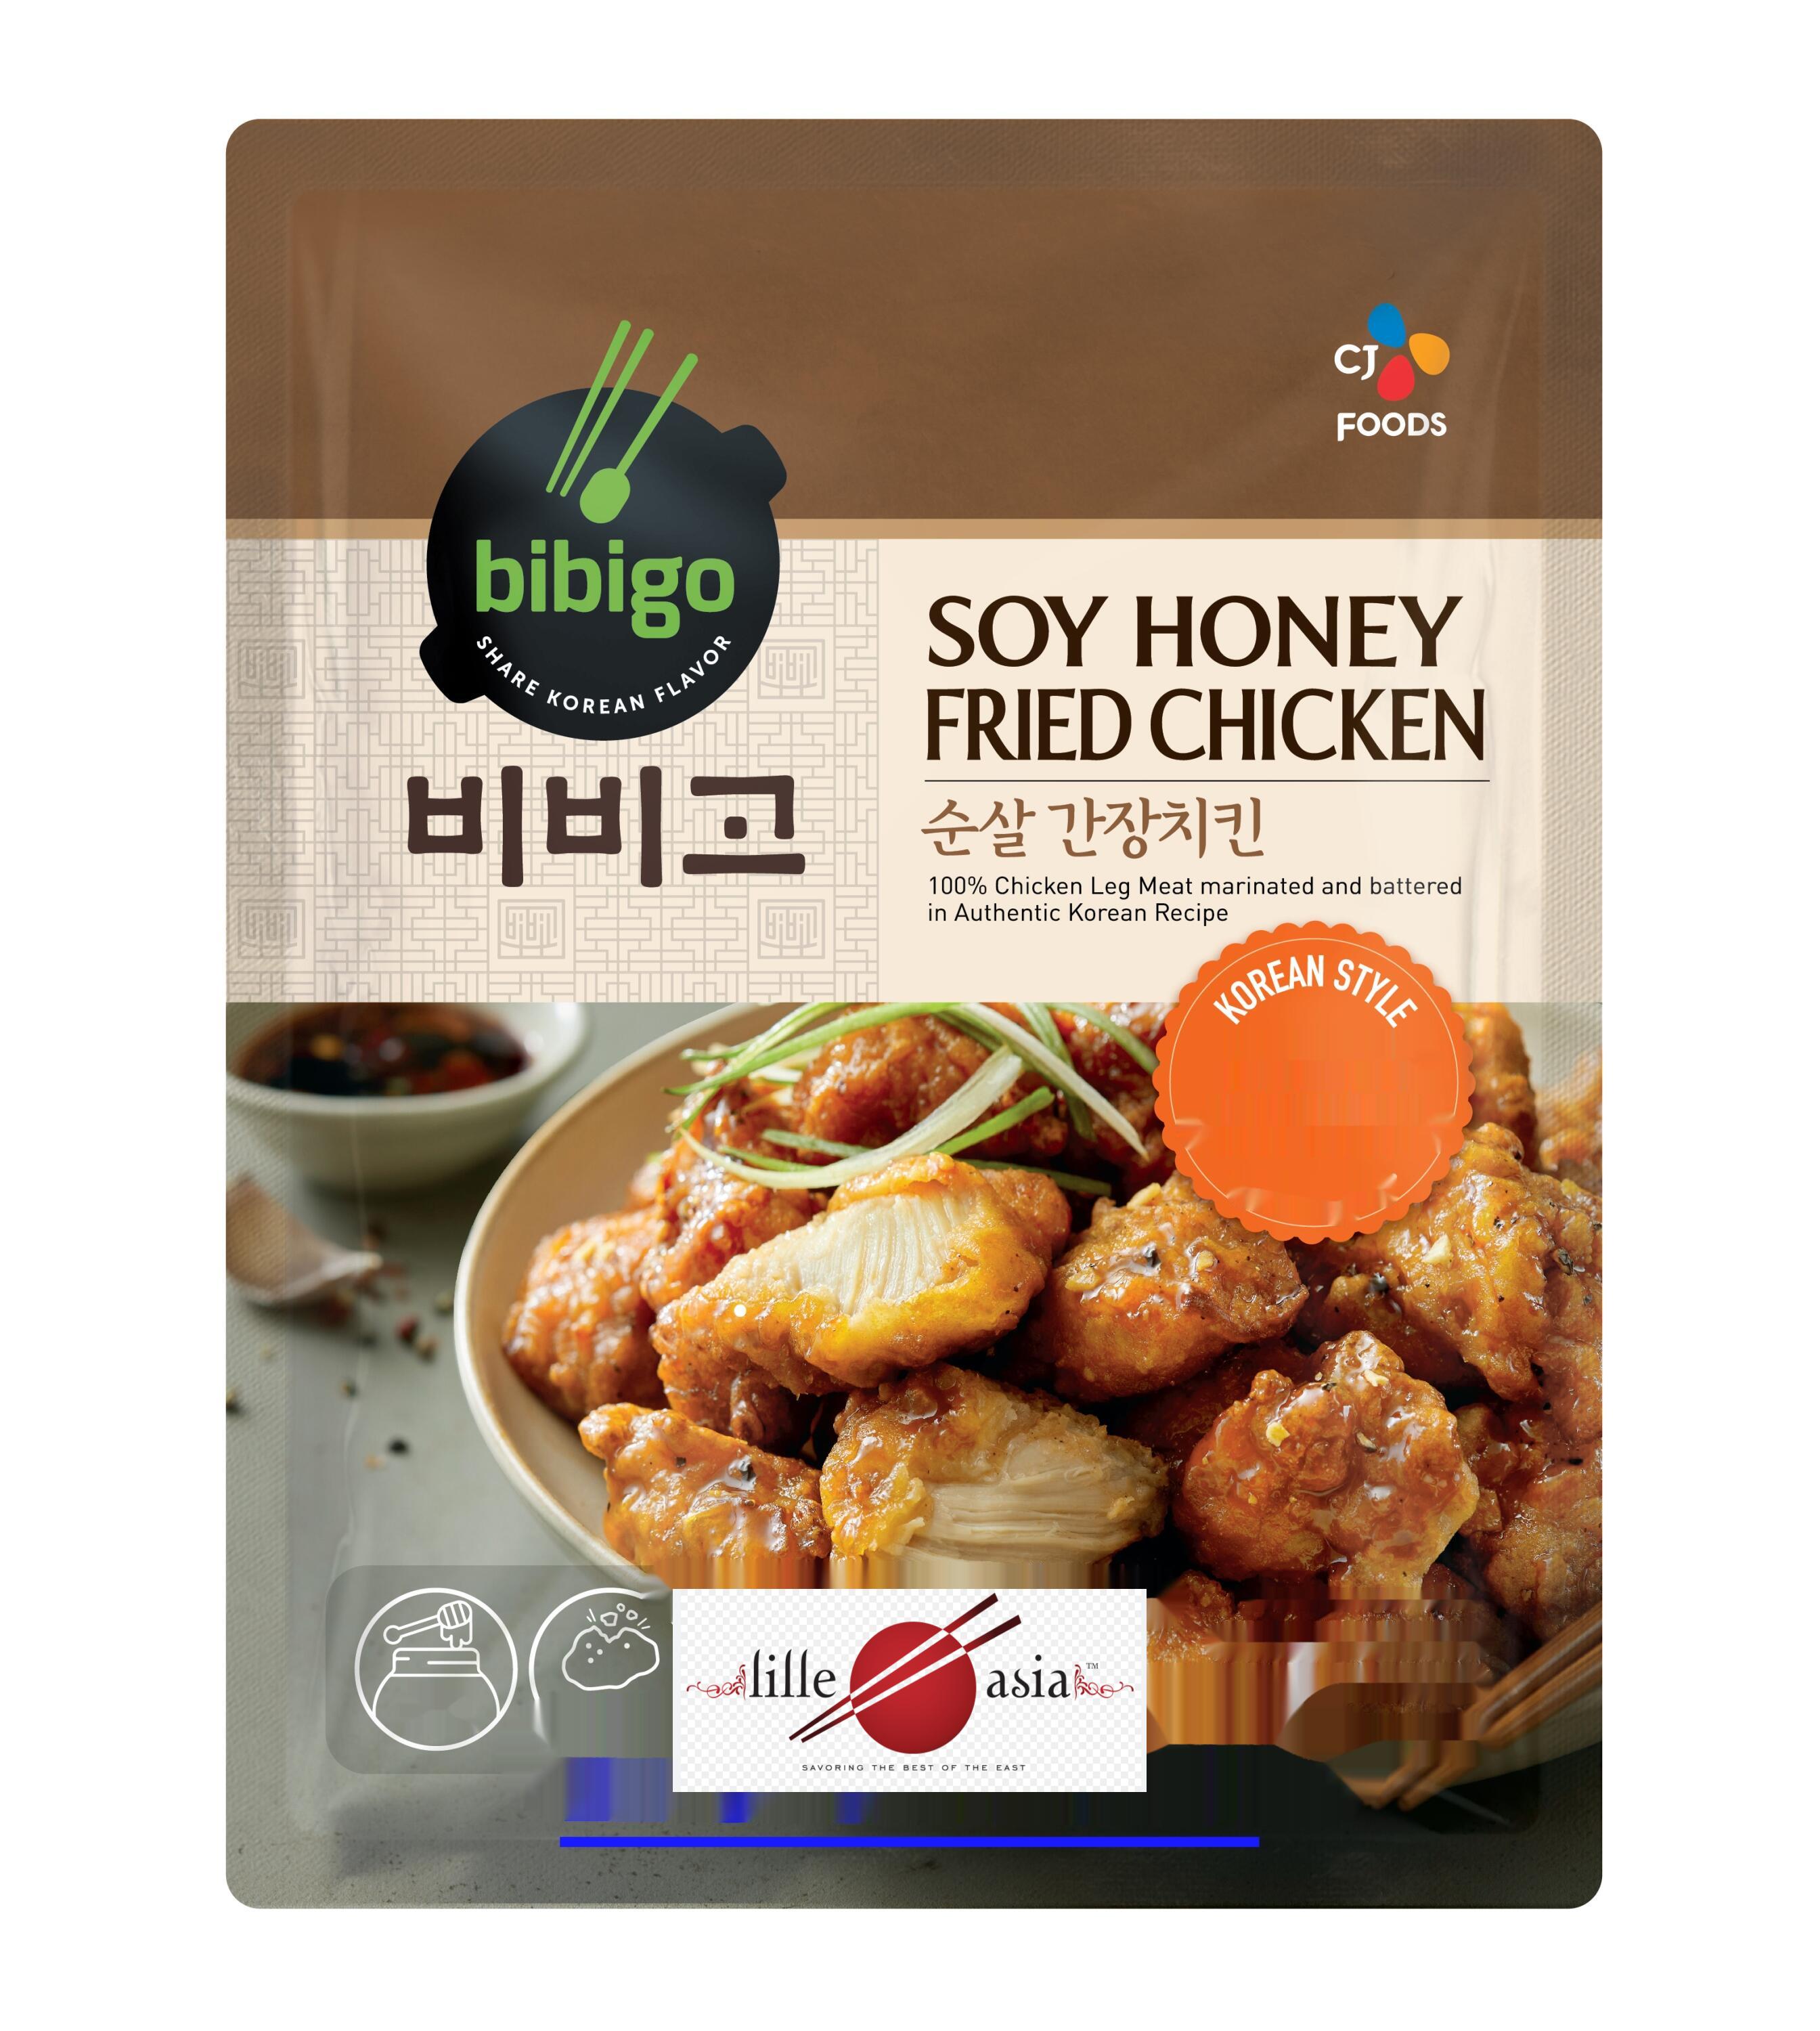 CJ
FOODS
bibigo
SHARE KOREAN FLAVOR
비비고
SOY HONEY
FRIED CHICKEN
순살 간장치킨
100% Chicken Leg Meat marinated and battered
in Authentic Korean Recipe
KOREAN STYLE
lille asia™
SAVORING THE BEST OF THE EAST